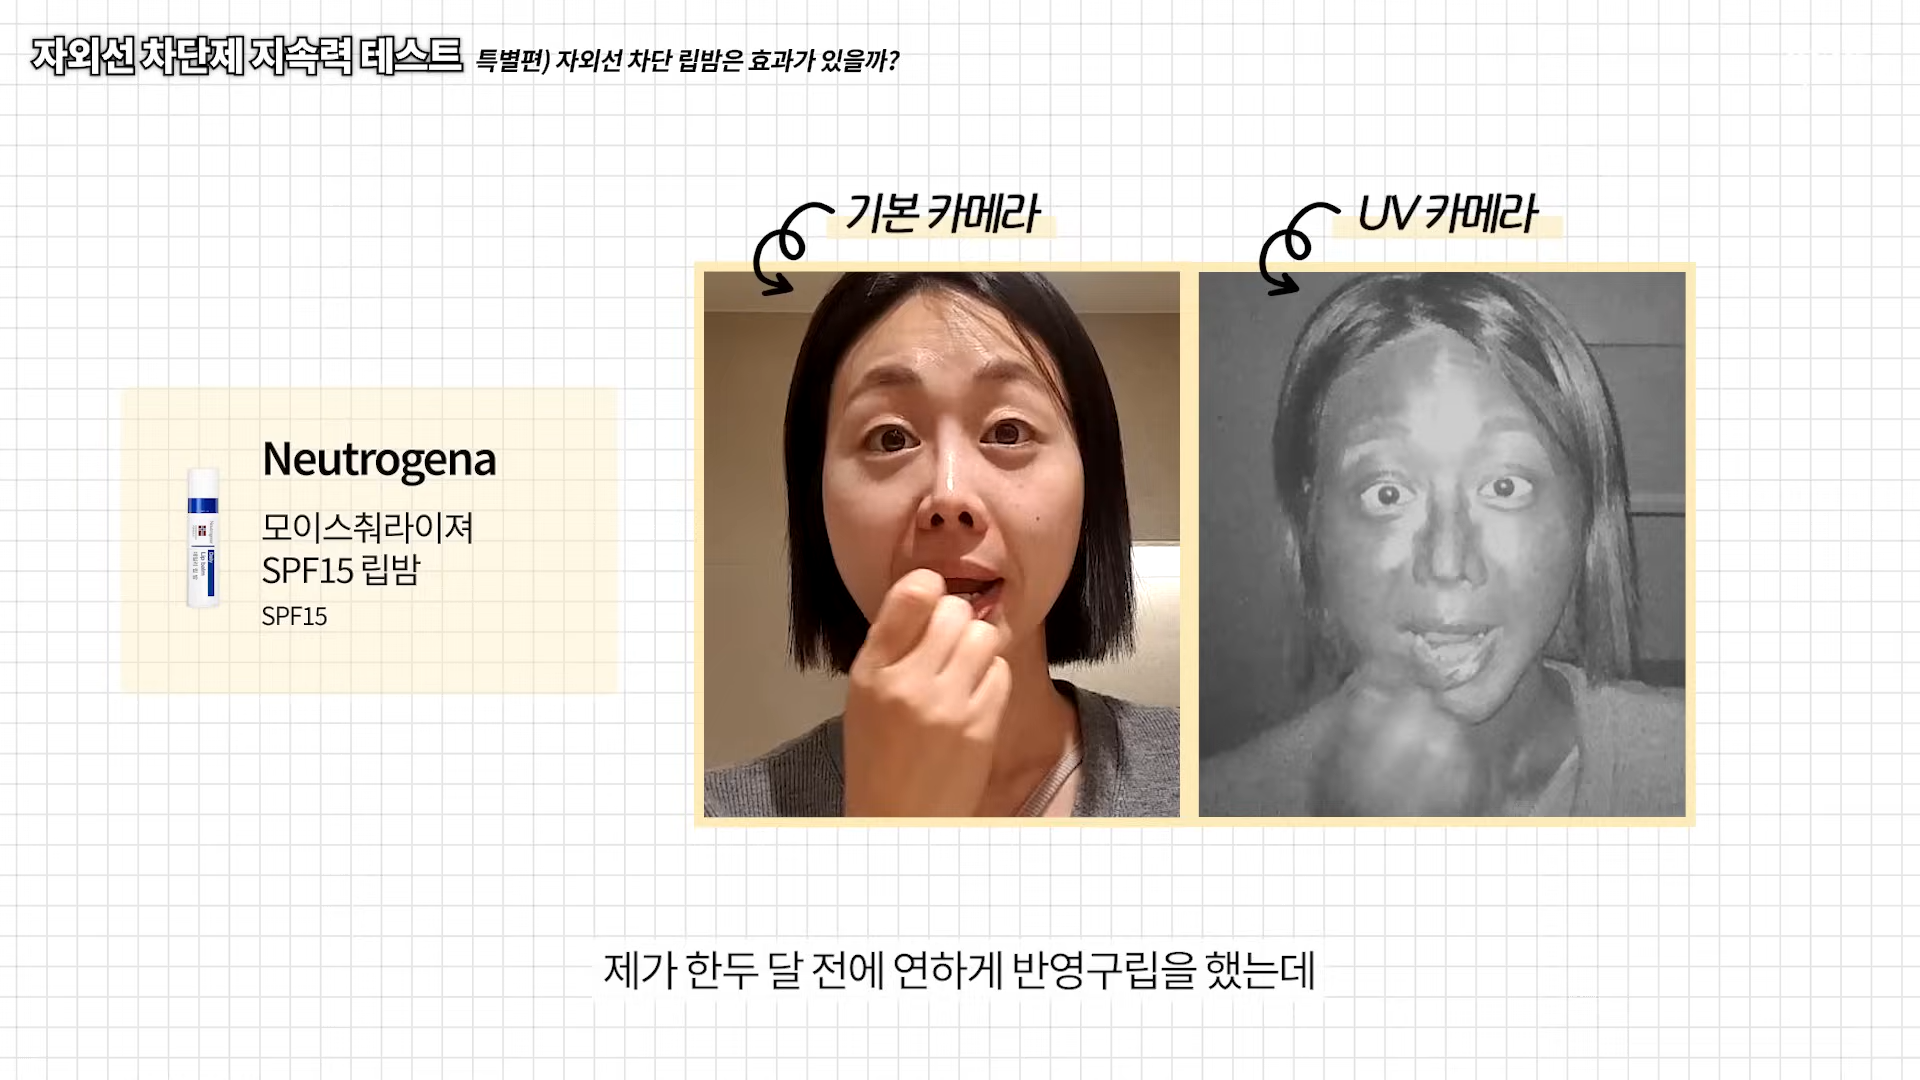 자외선 차단제 지속력 테스트 특별편) 자외선 차단 립밤은 효과가 있을까?
기본 카메라
UV 카메라
Neutrogena
모이스춰라이져
SPF15 립밤
SPF15
제가 한두 달 전에 연하게 반영구립을 했는데